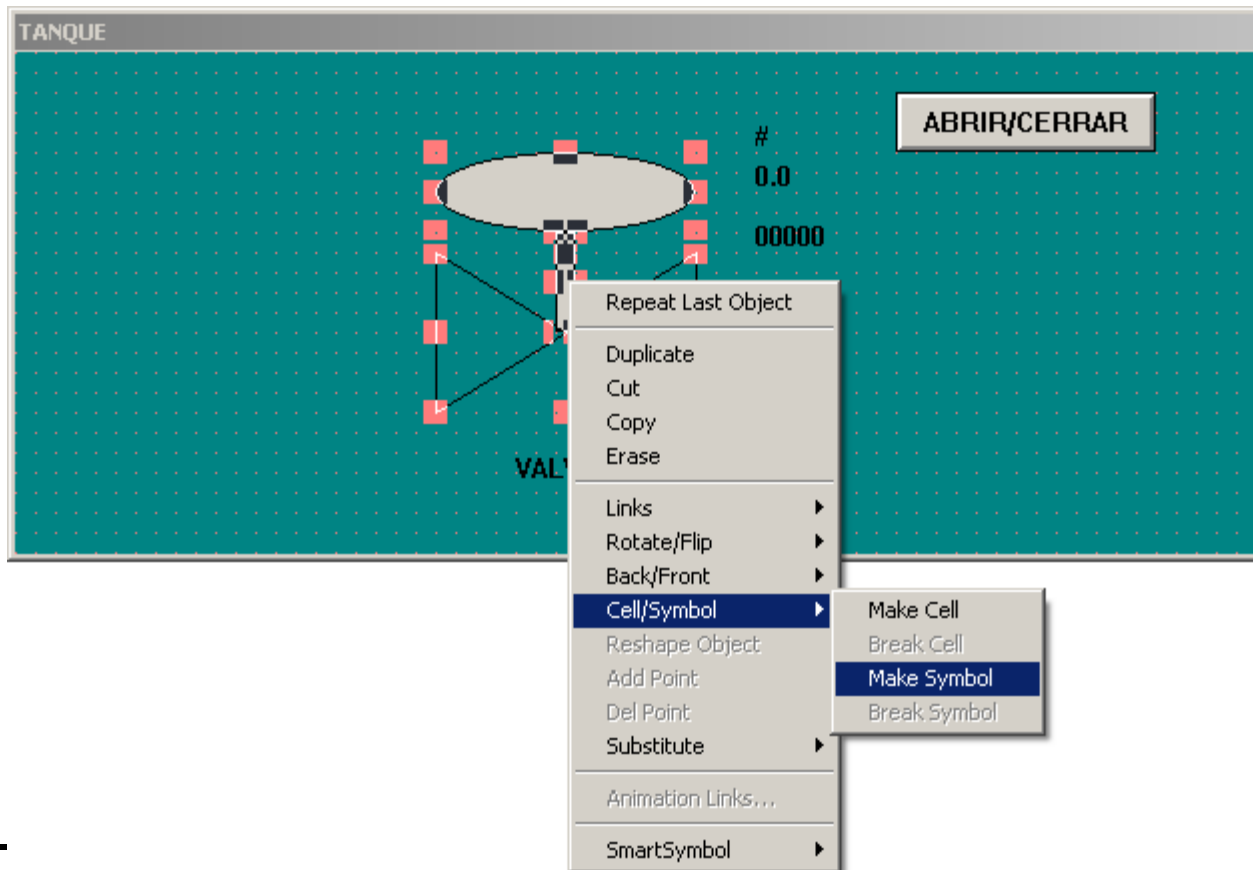 TANQUE
ABRIR/CERRAR
#
0.0
00000
Repeat Last Object
Duplicate
Cut
Copy
Erase
VAL
Links
Rotate/Flip
Back/Front
Cell/Symbol
Make Cell
Reshape Object
Break Cell
Add Point
Make Symbol
Del Point
Break Symbol
Substitute
Animation Links...
SmartSymbol